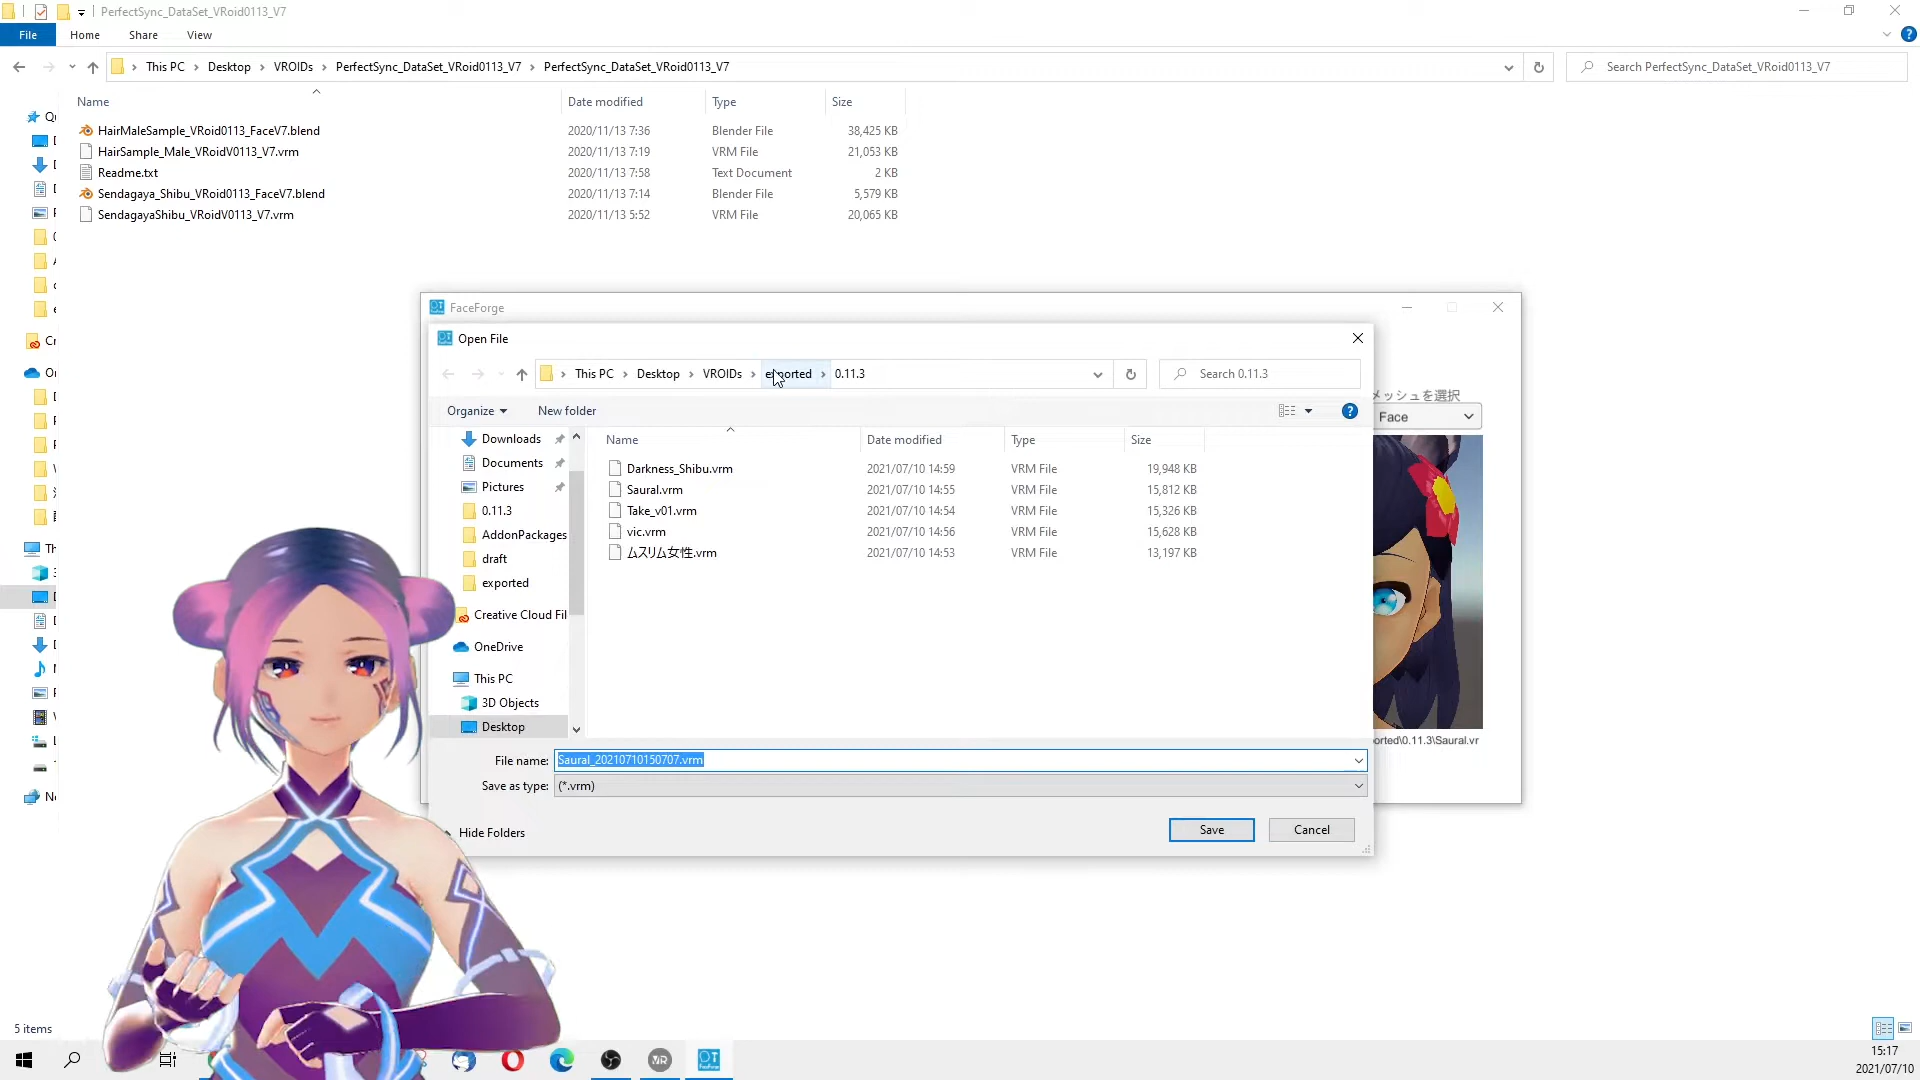 PerfectSync_DataSet_VRoid0113_V7
File Home Share View
This PC Desktop VROIDs PerfectSync_DataSet_VRoid0113_V7 PerfectSync_DataSet_VRoid0113_V7 Search PerfectSync_DataSet_VRoid0113_V7
Name Date modified Type Size
HairMaleSample_VRoid0113_FaceV7.blend 2020/11/13 7:36 Blender File 38,425 KB
HairSample_Male_VRoidV0113_V7.vrm 2020/11/13 7:19 VRM File 21,053 KB
Readme.txt 2020/11/13 7:58 Text Document 2 KB
Sendagaya_Shibu_VRoid0113_FaceV7.blend 2020/11/13 7:14 Blender File 5,579 KB
SendagayaShibu_VRoidV0113_V7.vrm 2020/11/13 5:52 VRM File 20,065 KB
FaceForge
Open File
This PC Desktop VROIDs exported 0.11.3 Search 0.11.3
メッシュを選択
Face
Organize New folder
Name Date modified Type Size
Downloads
Documents
Pictures
0.11.3
AddonPackages
draft
exported
Creative Cloud Fil
OneDrive
This PC
3D Objects
Desktop
Darkness_Shibu.vrm 2021/07/10 14:59 VRM File 19,948 KB
Saural.vrm 2021/07/10 14:55 VRM File 15,812 KB
Take_v01.vrm 2021/07/10 14:54 VRM File 15,326 KB
vic.vrm 2021/07/10 14:56 VRM File 15,628 KB
ムスリム女性.vrm 2021/07/10 14:53 VRM File 13,197 KB
orted\0.11.3\Saural.vr
File name: Saural_20210710150707.vrm
Save as type: (*.vrm)
Hide Folders Save Cancel
5 items
15:17
2021/07/10